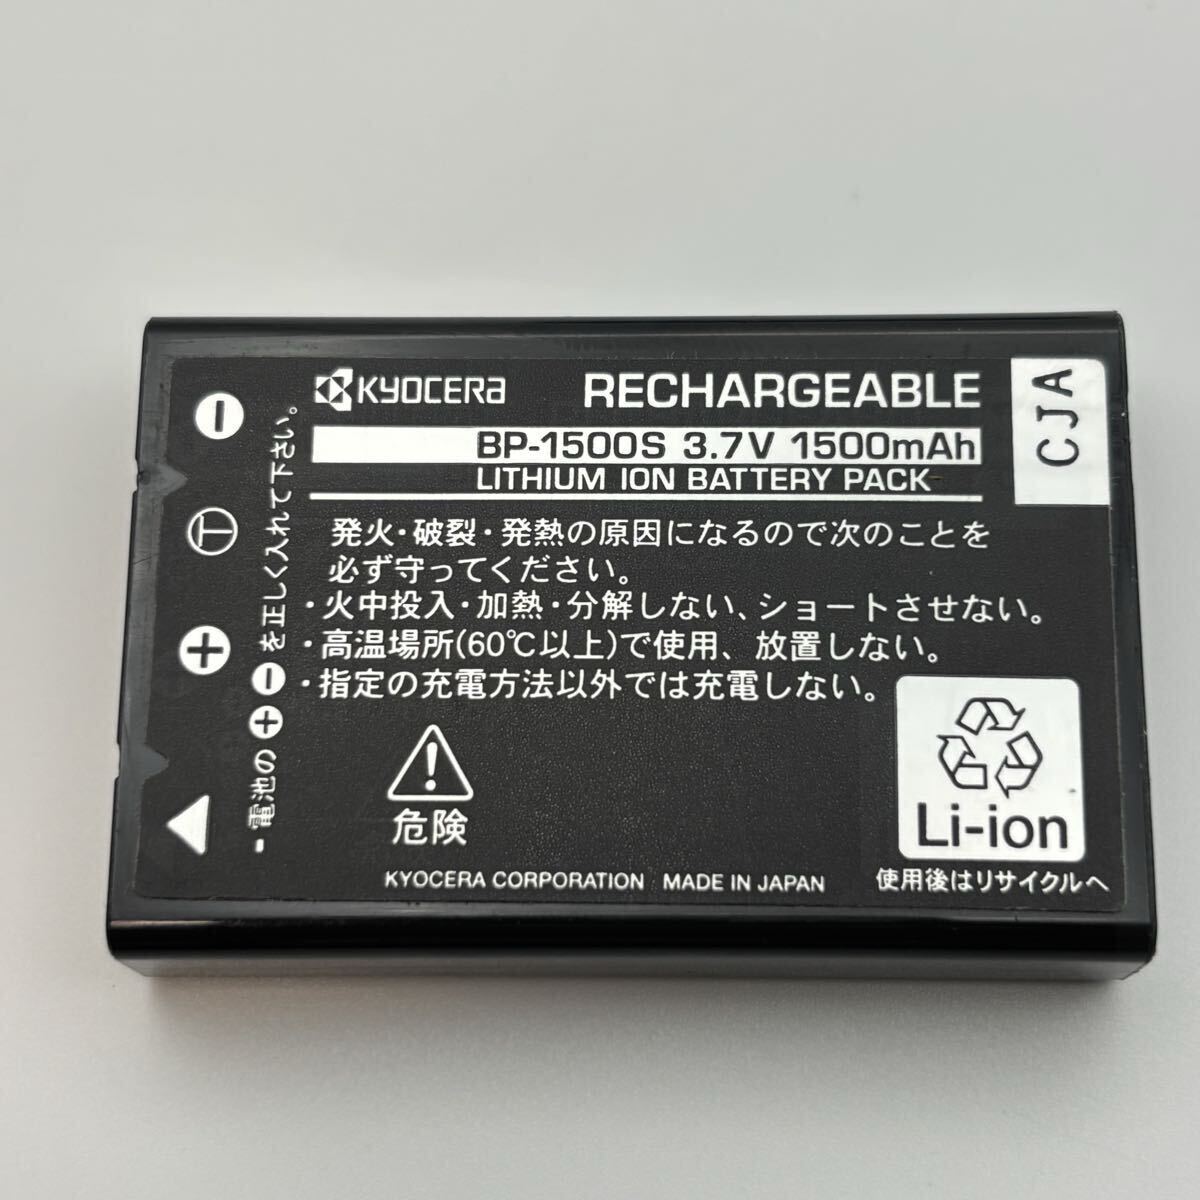 KYOCERA
RECHARGEABLE
BP-1500S 3.7V 1500mAh
LITHIUM ION BATTERY PACK
CJA
発火・破裂・発熱の原因になるので次のことを
必ず守ってください。
・火中投入・加熱・分解しない、ショートさせない。
・高温場所(60℃以上)で使用、放置しない。
・指定の充電方法以外では充電しない。
-電池の⊕⊖を正しく入れて下さい。
⊖
T
⊕
危険
Li-ion
KYOCERA CORPORATION MADE IN JAPAN
使用後はリサイクルへ